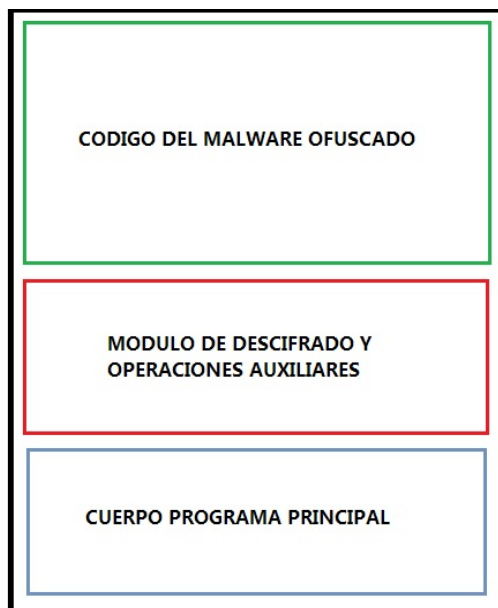 CODIGO DEL MALWARE OFUSCADO
MODULO DE DESCIFRADO Y
OPERACIONES AUXILIARES
CUERPO PROGRAMA PRINCIPAL